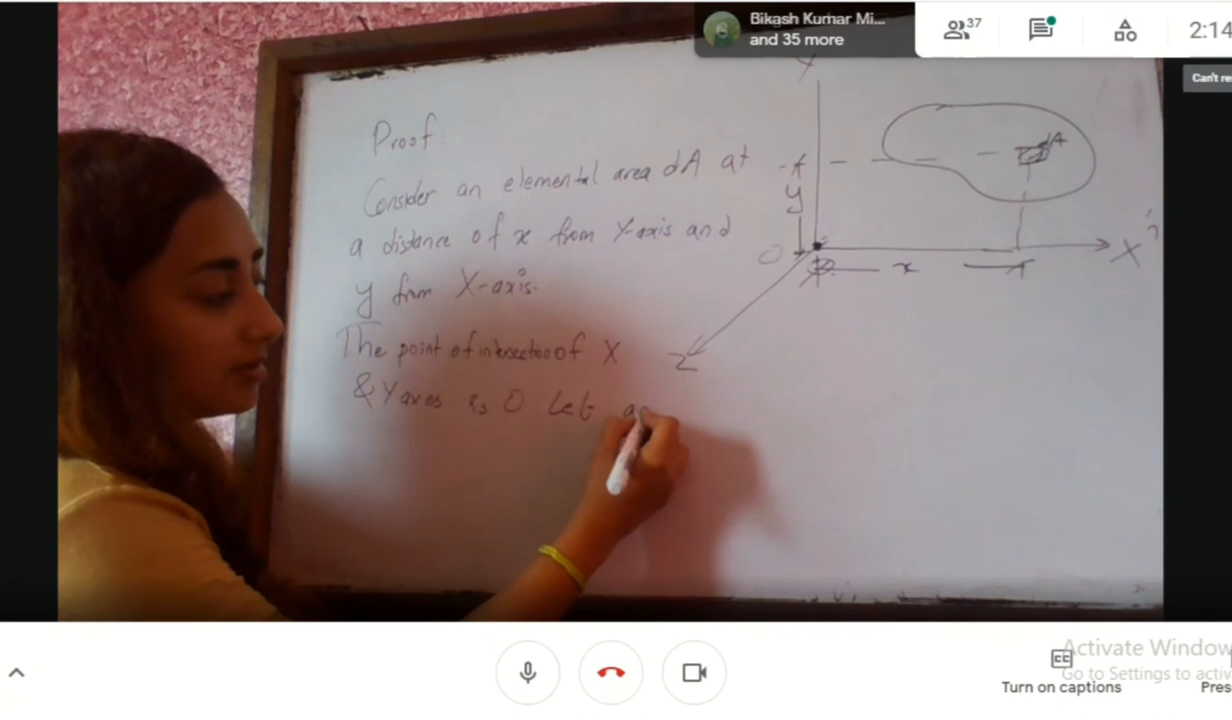 Bikash Kumar Mi...
and 35 more
37
2:14
Can't re
Proof:
Consider an elemental area dA at
a distance of x from Y-axis and
y from X-axis.
The point of intersection of X
& Y axes is O Let a
Y
dA
y
O
x
X
Z
Activate Window
Go to Settings to activ
CC
Turn on captions
Pres